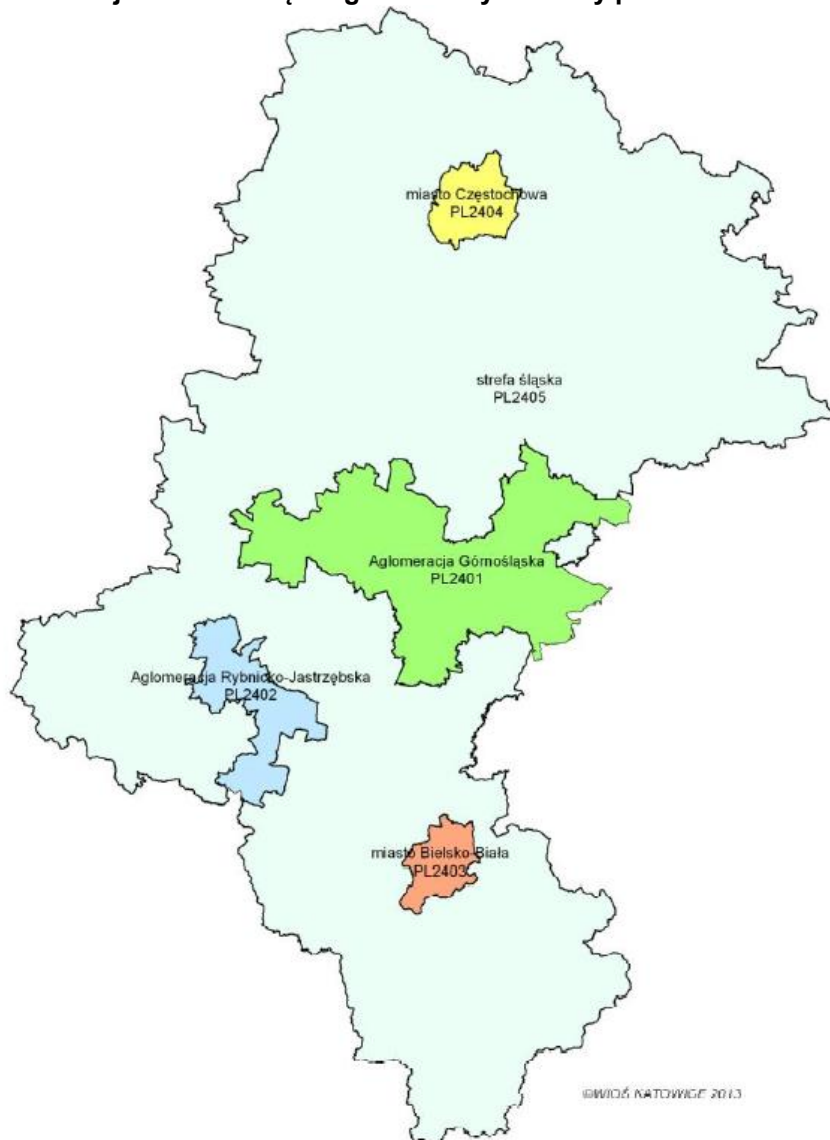 miasto Częstochowa
PL2404
strefa śląska
PL2405
Aglomeracja Górnośląska
PL2401
Aglomeracja Rybnicko-Jastrzębska
PL2402
miasto Bielsko-Biała
PL2403
©WIOŚ KATOWICE 2013